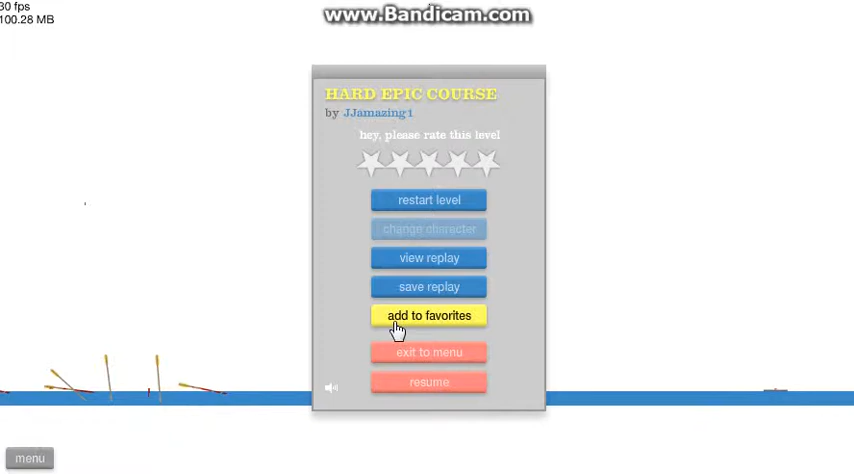 30 fps
100.28 MB
www.Bandicam.com
HARD EPIC COURSE
by JJamazing1
hey, please rate this level
restart level
change character
view replay
save replay
add to favorites
exit to menu
resume
menu